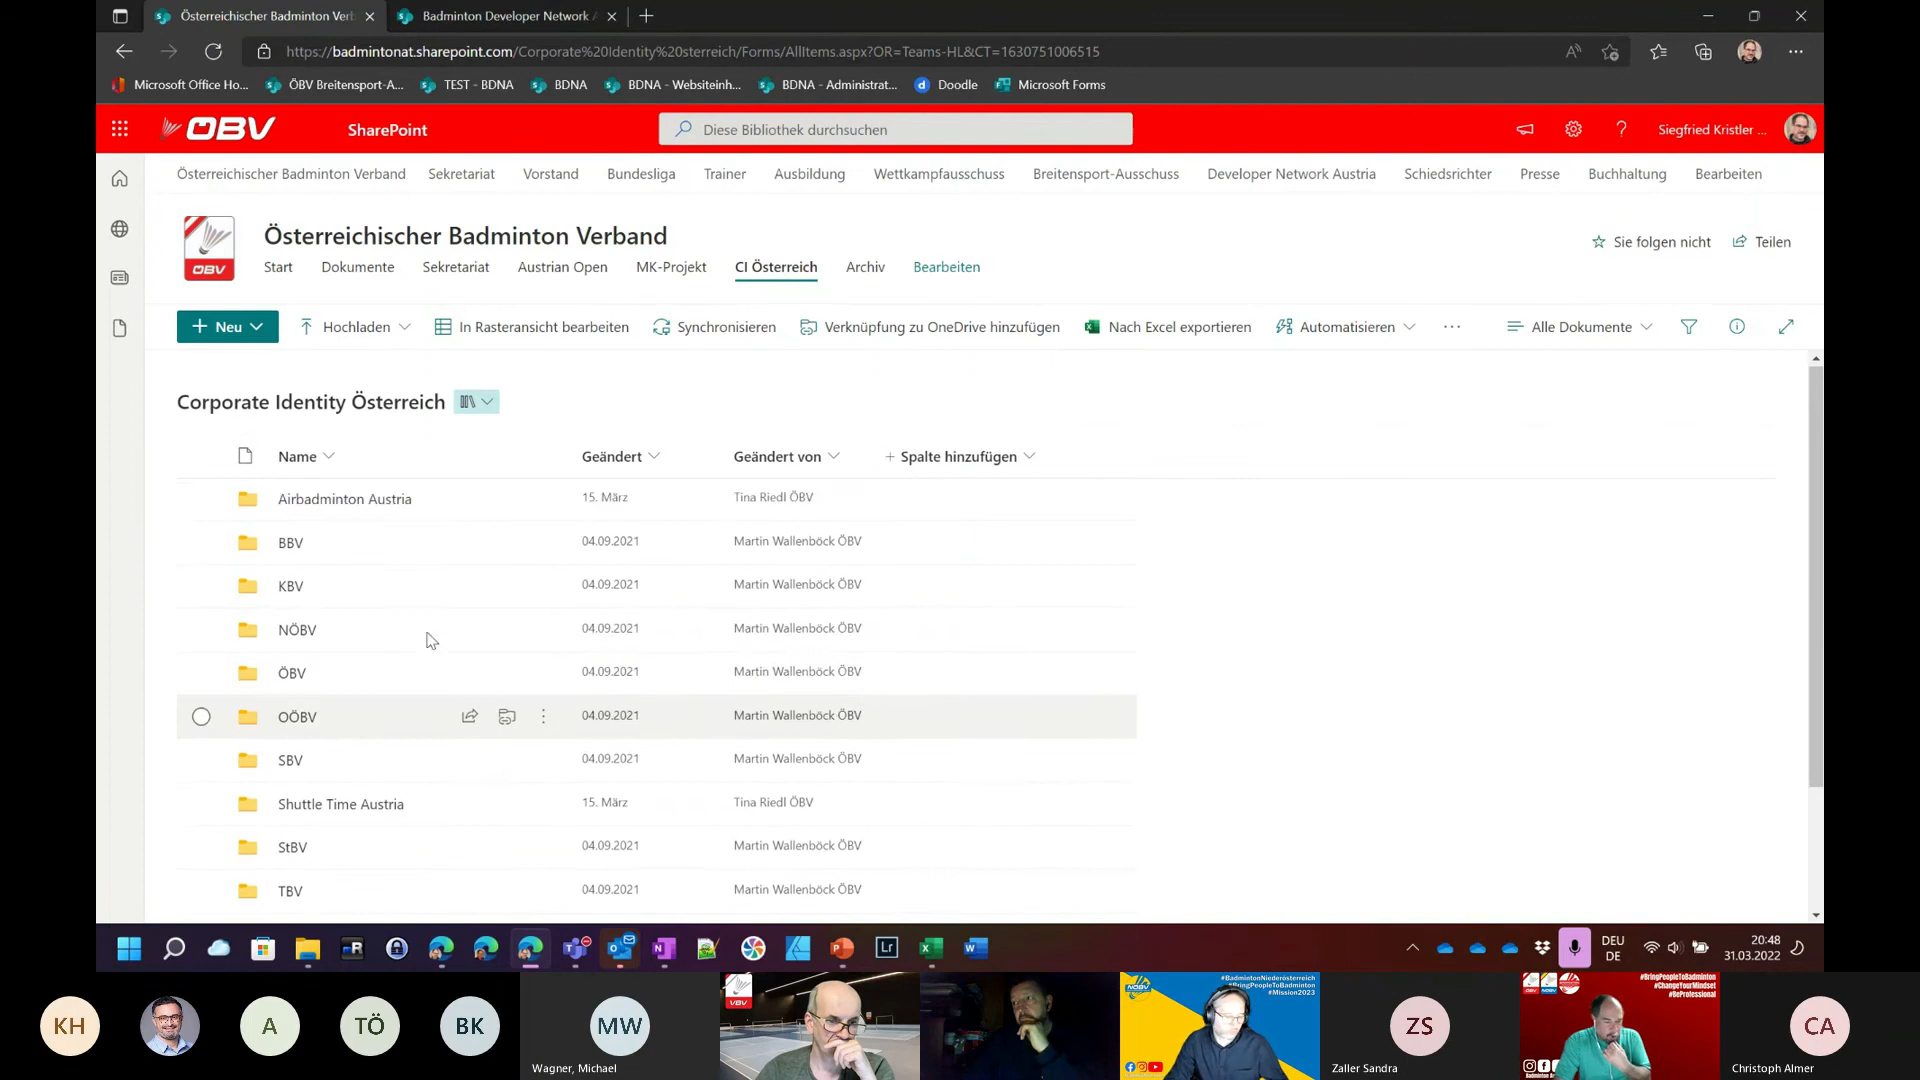 Österreichischer Badminton Verb
Badminton Developer Network A
https://badmintonat.sharepoint.com/Corporate%20Identity%20sterreich/Forms/AllItems.aspx?OR=Teams-HL&CT=1630751006515
Microsoft Office Ho...
ÖBV Breitensport-A...
TEST - BDNA
BDNA
BDNA - Websiteinh...
BDNA - Administrat...
Doodle
Microsoft Forms
ÖBV
SharePoint
Diese Bibliothek durchsuchen
Siegfried Kristler ...
Österreichischer Badminton Verband
Sekretariat
Vorstand
Bundesliga
Trainer
Ausbildung
Wettkampfausschuss
Breitensport-Ausschuss
Developer Network Austria
Schiedsrichter
Presse
Buchhaltung
Bearbeiten
ÖBV
Österreichischer Badminton Verband
Sie folgen nicht
Teilen
Start
Dokumente
Sekretariat
Austrian Open
MK-Projekt
CI Österreich
Archiv
Bearbeiten
Neu
Hochladen
In Rasteransicht bearbeiten
Synchronisieren
Verknüpfung zu OneDrive hinzufügen
Nach Excel exportieren
Automatisieren
Alle Dokumente
Corporate Identity Österreich
Name
Geändert
Geändert von
+ Spalte hinzufügen
Airbadminton Austria 15. März Tina Riedl ÖBV
BBV 04.09.2021 Martin Wallenböck ÖBV
KBV 04.09.2021 Martin Wallenböck ÖBV
NÖBV 04.09.2021 Martin Wallenböck ÖBV
ÖBV 04.09.2021 Martin Wallenböck ÖBV
OÖBV 04.09.2021 Martin Wallenböck ÖBV
SBV 04.09.2021 Martin Wallenböck ÖBV
Shuttle Time Austria 15. März Tina Riedl ÖBV
StBV 04.09.2021 Martin Wallenböck ÖBV
TBV 04.09.2021 Martin Wallenböck ÖBV
Lr
DEU
DE
20:48
31.03.2022
KH
A
TÖ
BK
MW
Wagner, Michael
VBV
NÖBV
#BadmintonNiederösterreich
#BringPeopleToBadminton
#Mission2023
ZS
Zaller Sandra
#BringPeopleToBadminton
#ChangeYourMindset
#BeProfessional
CA
Christoph Almer